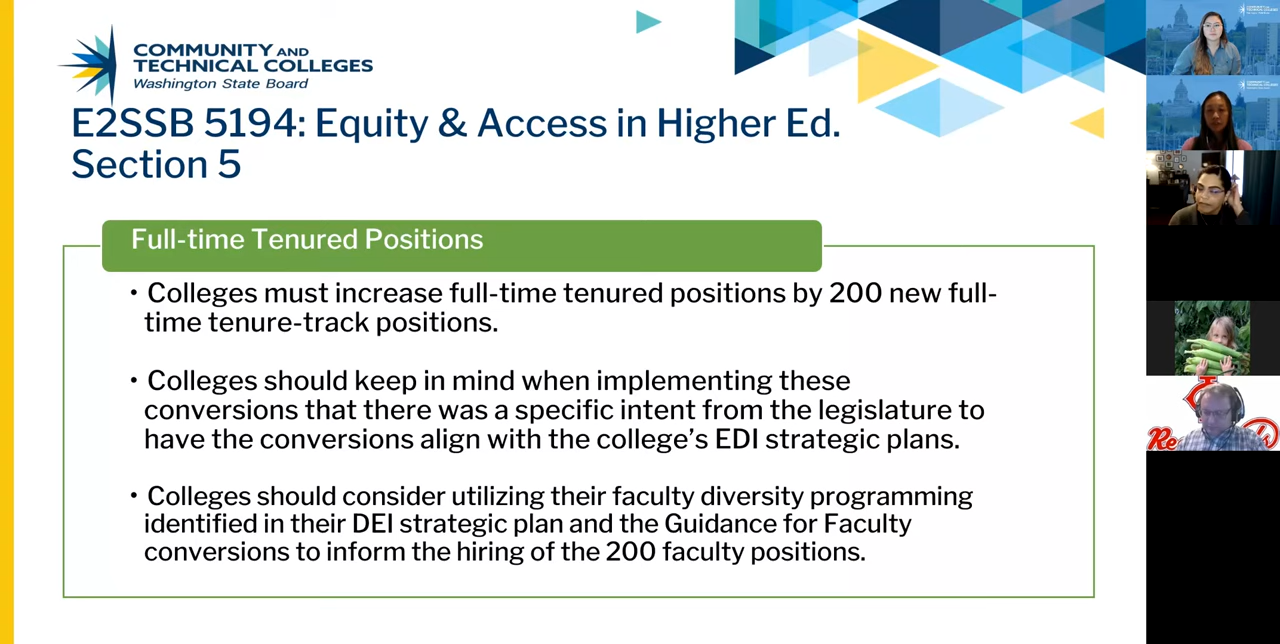 COMMUNITY AND
TECHNICAL COLLEGES
Washington State Board
E2SSB 5194: Equity & Access in Higher Ed.
Section 5
Full-time Tenured Positions
• Colleges must increase full-time tenured positions by 200 new full-
time tenure-track positions.
• Colleges should keep in mind when implementing these
conversions that there was a specific intent from the legislature to
have the conversions align with the college's EDI strategic plans.
• Colleges should consider utilizing their faculty diversity programming
identified in their DEI strategic plan and the Guidance for Faculty
conversions to inform the hiring of the 200 faculty positions.